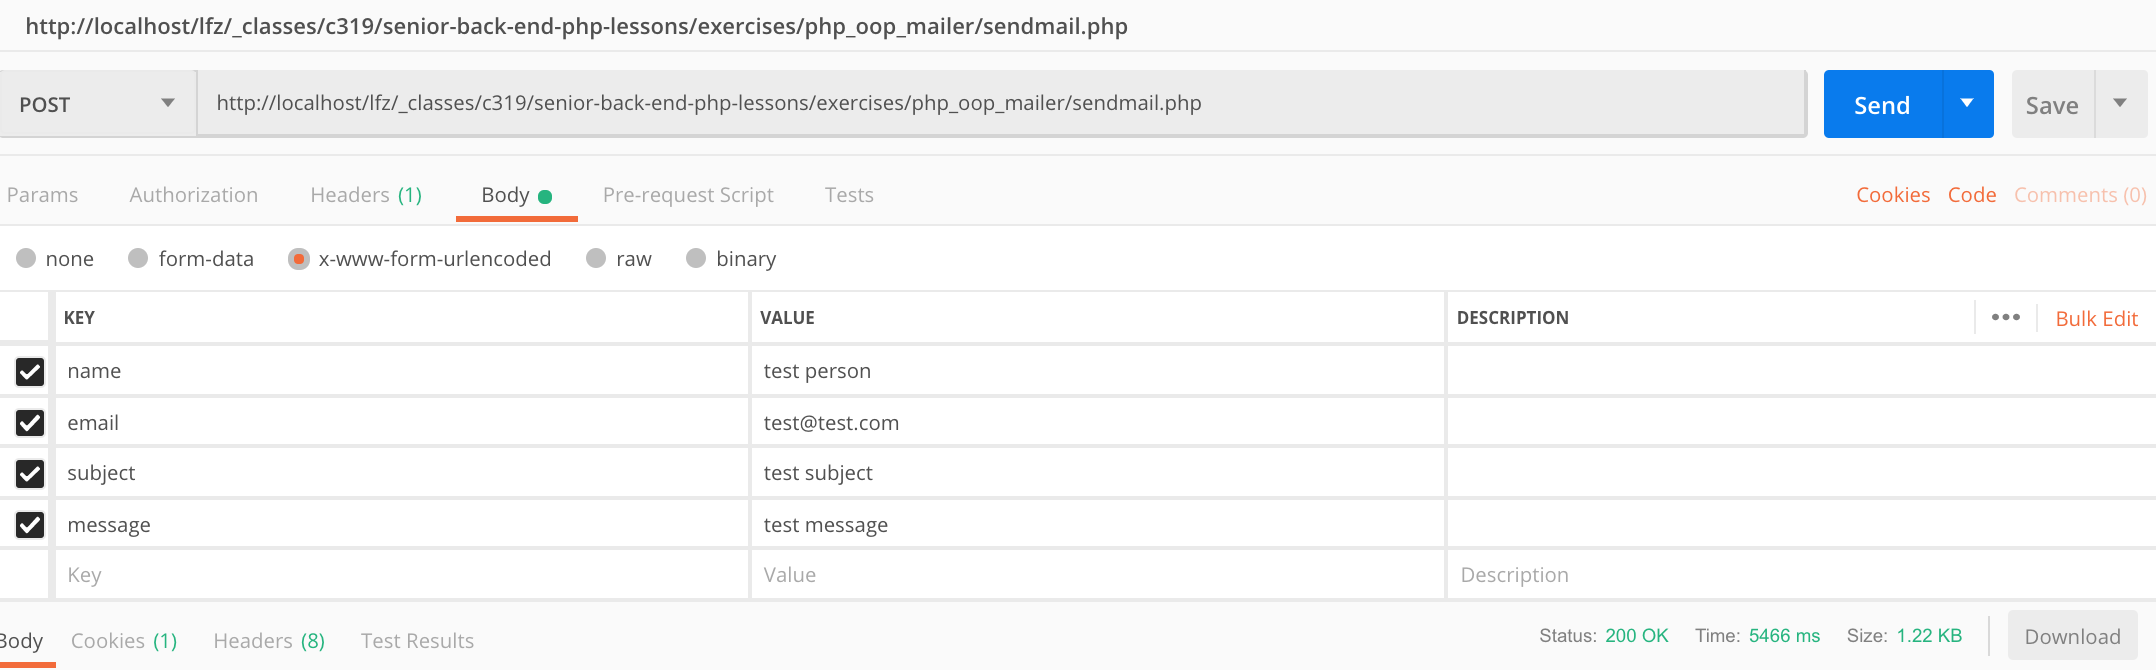 http://localhost/lfz/_classes/c319/senior-back-end-php-lessons/exercises/php_oop_mailer/sendmail.php
POST http://localhost/lfz/_classes/c319/senior-back-end-php-lessons/exercises/php_oop_mailer/sendmail.php Send Save
Params Authorization Headers (1) Body Pre-request Script Tests Cookies Code Comments (0)
none form-data x-www-form-urlencoded raw binary
KEY VALUE DESCRIPTION ••• Bulk Edit
name test person
email test@test.com
subject test subject
message test message
Key Value Description
Body Cookies (1) Headers (8) Test Results Status: 200 OK Time: 5466 ms Size: 1.22 KB Download